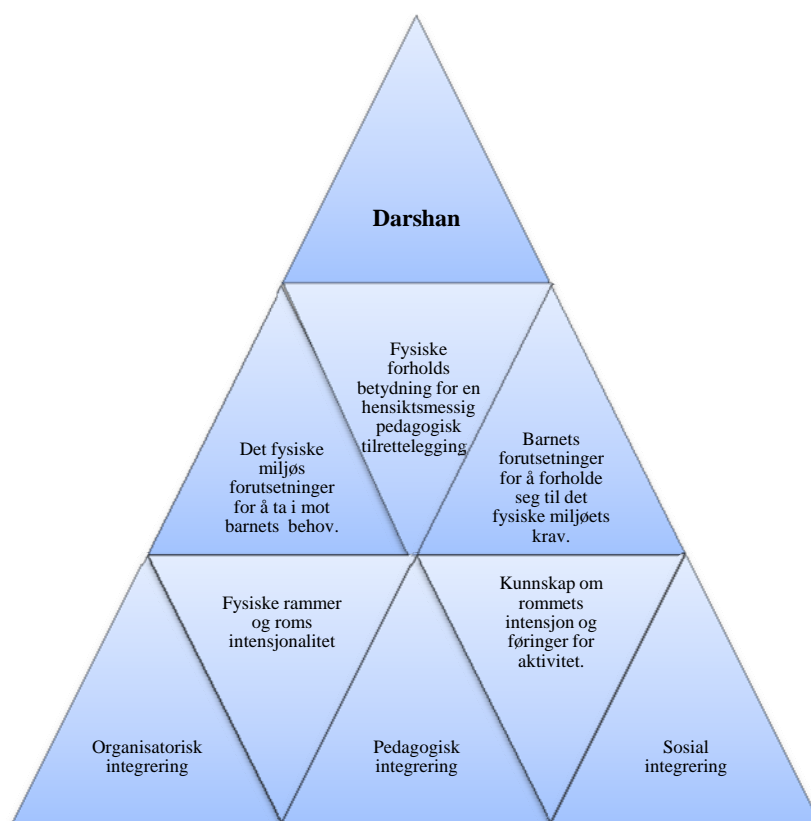 Darshan
Fysiske
forholds
betydning for en
hensiktsmessig
pedagogisk
tilrettelegging
Det fysiske
miljøs
forutsetninger
for å ta i mot
barnets behov.
Barnets
forutsetninger
for å forholde
seg til det
fysiske miljøets
krav.
Fysiske rammer
og roms
intensjonalitet
Kunnskap om
rommets
intensjon og
føringer for
aktivitet.
Organisatorisk
integrering
Pedagogisk
integrering
Sosial
integrering